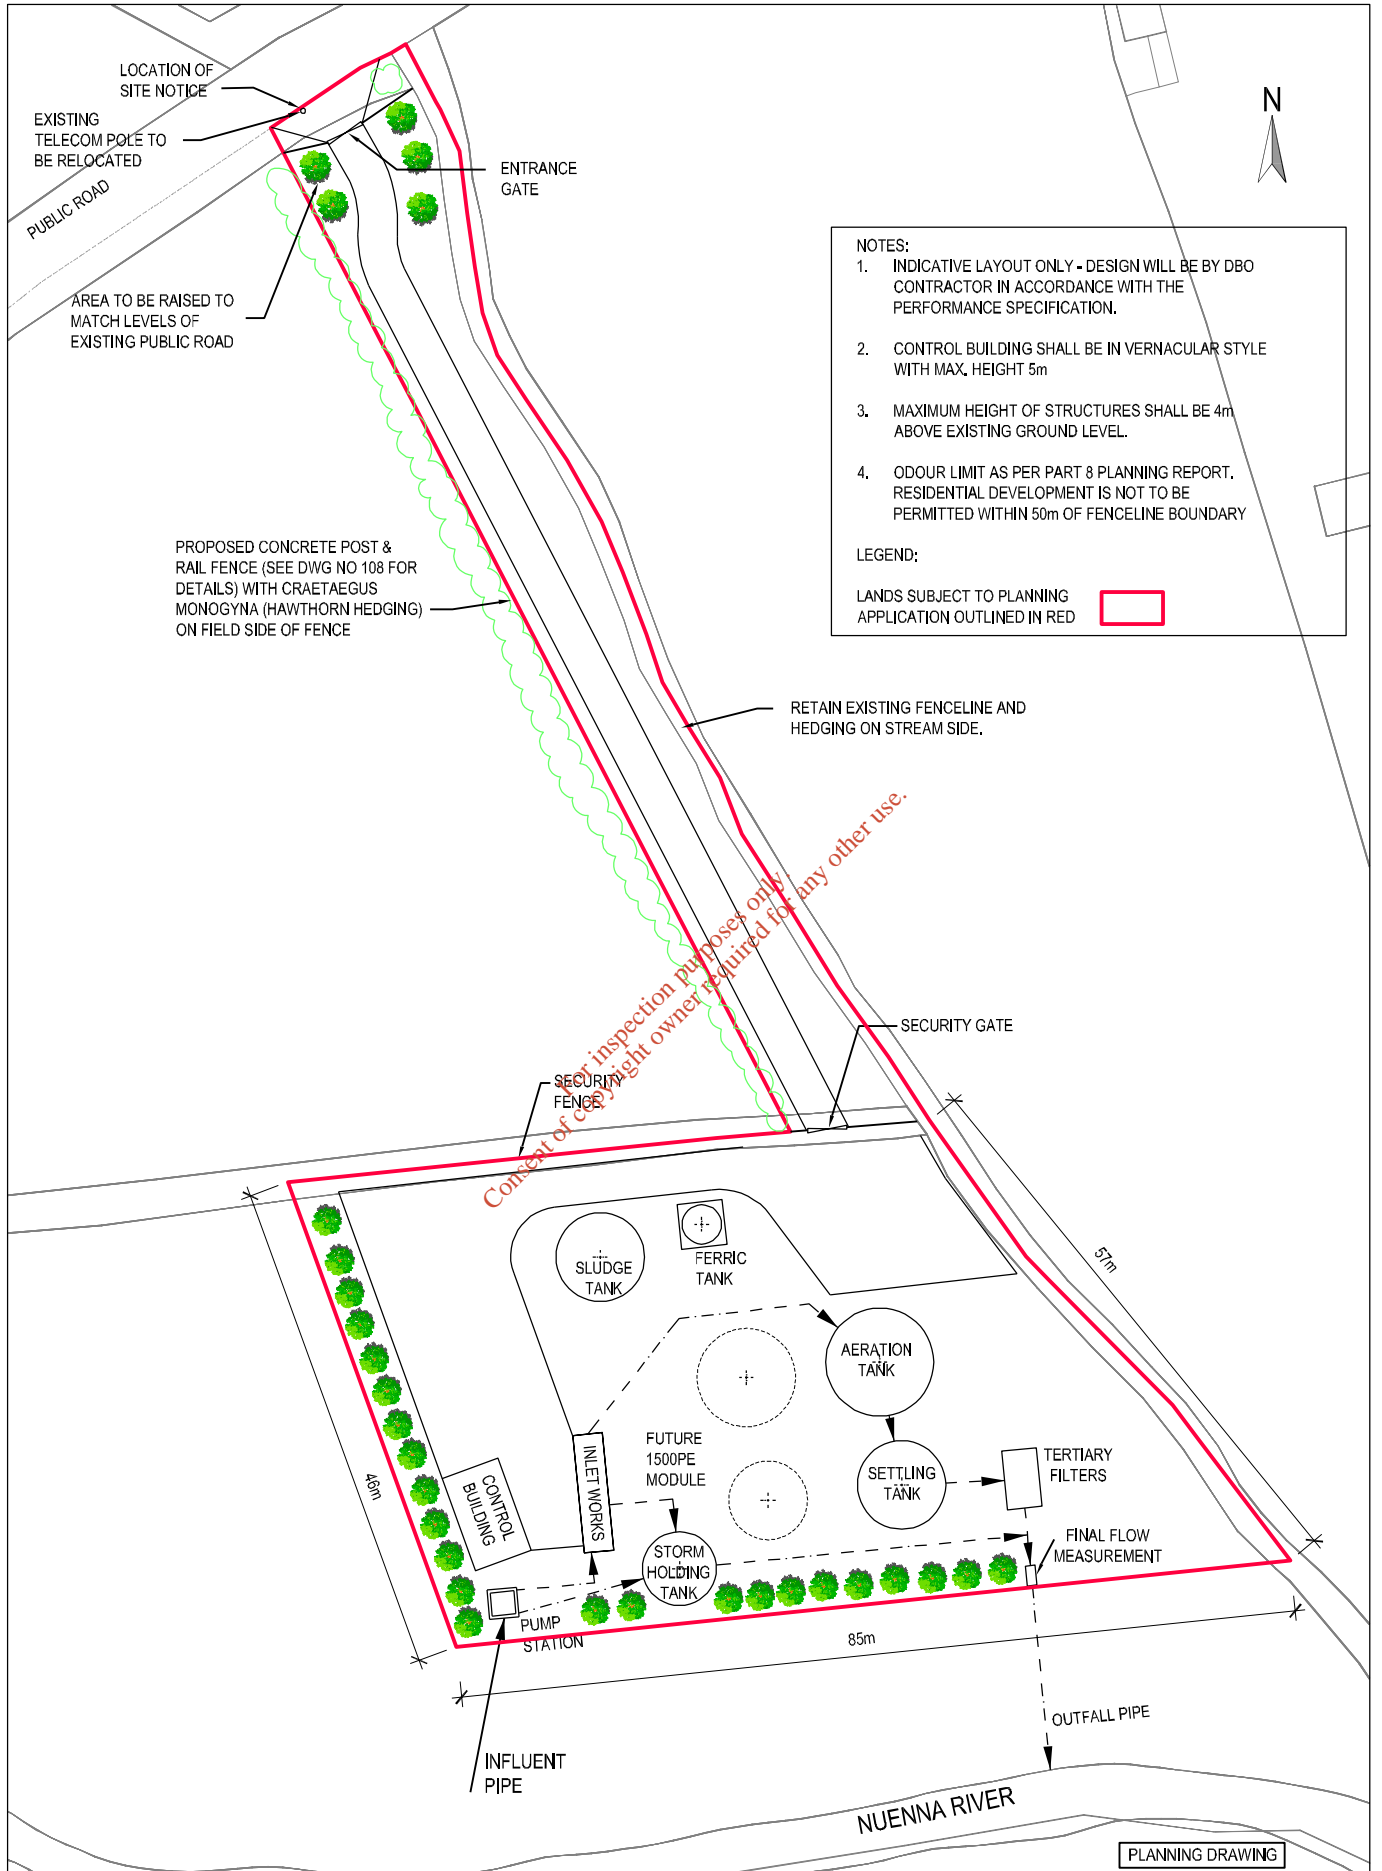 LOCATION OF
SITE NOTICE
EXISTING
TELECOM POLE TO
BE RELOCATED
PUBLIC ROAD
ENTRANCE
GATE
AREA TO BE RAISED TO
MATCH LEVELS OF
EXISTING PUBLIC ROAD
N
NOTES:
1. INDICATIVE LAYOUT ONLY - DESIGN WILL BE BY DBO
CONTRACTOR IN ACCORDANCE WITH THE
PERFORMANCE SPECIFICATION.
2. CONTROL BUILDING SHALL BE IN VERNACULAR STYLE
WITH MAX. HEIGHT 5m
3. MAXIMUM HEIGHT OF STRUCTURES SHALL BE 4m
ABOVE EXISTING GROUND LEVEL.
4. ODOUR LIMIT AS PER PART 8 PLANNING REPORT.
RESIDENTIAL DEVELOPMENT IS NOT TO BE
PERMITTED WITHIN 50m OF FENCELINE BOUNDARY
LEGEND:
LANDS SUBJECT TO PLANNING
APPLICATION OUTLINED IN RED
PROPOSED CONCRETE POST &
RAIL FENCE (SEE DWG NO 108 FOR
DETAILS) WITH CRAETAEGUS
MONOGYNA (HAWTHORN HEDGING)
ON FIELD SIDE OF FENCE
RETAIN EXISTING FENCELINE AND
HEDGING ON STREAM SIDE.
For inspection purposes only.
Consent of copyright owner required for any other use.
SECURITY GATE
SECURITY
FENCE
57m
SLUDGE
TANK
FERRIC
TANK
AERATION
TANK
FUTURE
1500PE
MODULE
INLET WORKS
SETTLING
TANK
TERTIARY
FILTERS
46m
CONTROL
BUILDING
STORM
HOLDING
TANK
FINAL FLOW
MEASUREMENT
PUMP
STATION
85m
OUTFALL PIPE
INFLUENT
PIPE
NUENNA RIVER
PLANNING DRAWING